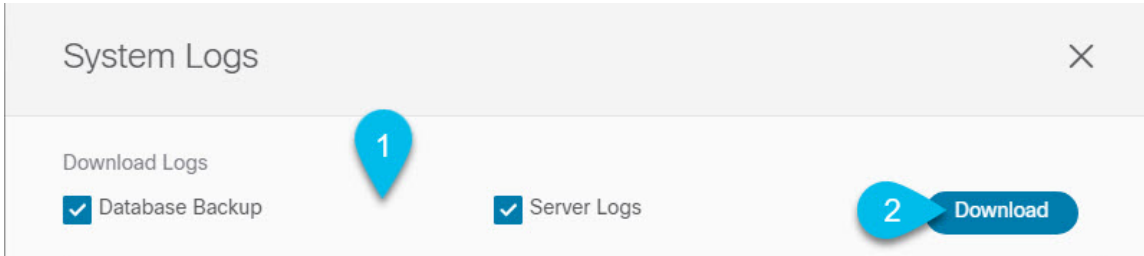 System Logs
1
Download Logs
Database Backup
Server Logs
2
Download